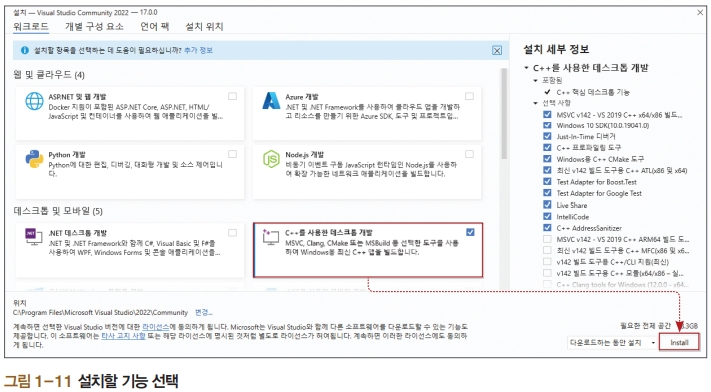 설치 — Visual Studio Community 2022 — 17.0.0
워크로드 개별 구성 요소 언어 팩 설치 위치
설치할 항목을 선택하는 데 도움이 필요하십니까? 추가 정보
웹 및 클라우드 (4)
ASP.NET 및 웹 개발
Docker 지원이 포함된 ASP.NET Core, ASP.NET, HTML/
JavaScript 및 컨테이너를 사용하여 웹 애플리케이션을 빌...
Azure 개발
.NET 및 .NET Framework를 사용하여 클라우드 앱을 개발하
고 리소스를 만들기 위한 Azure SDK, 도구 및 프로젝트입...
Python 개발
Python에 대한 편집, 디버깅, 대화형 개발 및 소스 제어입니
다.
Node.js 개발
비동기 이벤트 구동 JavaScript 런타임인 Node.js를 사용하
여 확장 가능한 네트워크 애플리케이션을 빌드합니다.
데스크톱 및 모바일 (5)
.NET 데스크톱 개발
.NET 및 .NET Framework와 함께 C#, Visual Basic 및 F#을
사용하여 WPF, Windows Forms 및 콘솔 애플리케이션을...
C++를 사용한 데스크톱 개발
MSVC, Clang, CMake 또는 MSBuild 등 선택한 도구를 사용
하여 Windows용 최신 C++ 앱을 빌드합니다.
설치 세부 정보
C++를 사용한 데스크톱 개발
포함됨
C++ 핵심 데스크톱 기능
선택 사항
MSVC v142 - VS 2019 C++ x64/x86 빌드...
Windows 10 SDK(10.0.19041.0)
Just-In-Time 디버거
C++ 프로파일링 도구
Windows용 C++ CMake 도구
최신 v142 빌드 도구용 C++ ATL(x86 및 x64)
Test Adapter for Boost.Test
Test Adapter for Google Test
Live Share
IntelliCode
C++ AddressSanitizer
MSVC v142 - VS 2019 C++ ARM64 빌드 도...
최신 v142 빌드 도구용 C++ MFC(x86 및 x6...
v142 빌드 도구용 C++/CLI 지원(최신)
v142 빌드 도구용 C++ 모듈(x64/x86 – 실...
C++ Clang tools for Windows (12.0.0 - x64...
위치
C:\Program Files\Microsoft Visual Studio\2022\Community 변경...
계속하면 선택한 Visual Studio 버전에 대한 라이선스에 동의하게 됩니다. Microsoft는 Visual Studio와 함께 다른 소프트웨어를 다운로드할 수 있는 기능도
제공합니다. 이 소프트웨어는 타사 고지 사항 또는 해당 라이선스에 명시된 것처럼 별도로 라이선스가 허여됩니다. 계속하면 이러한 라이선스에도 동의하
게 됩니다.
필요한 전체 공간
다운로드하는 동안 설치 Install
그림 1-11 설치할 기능 선택